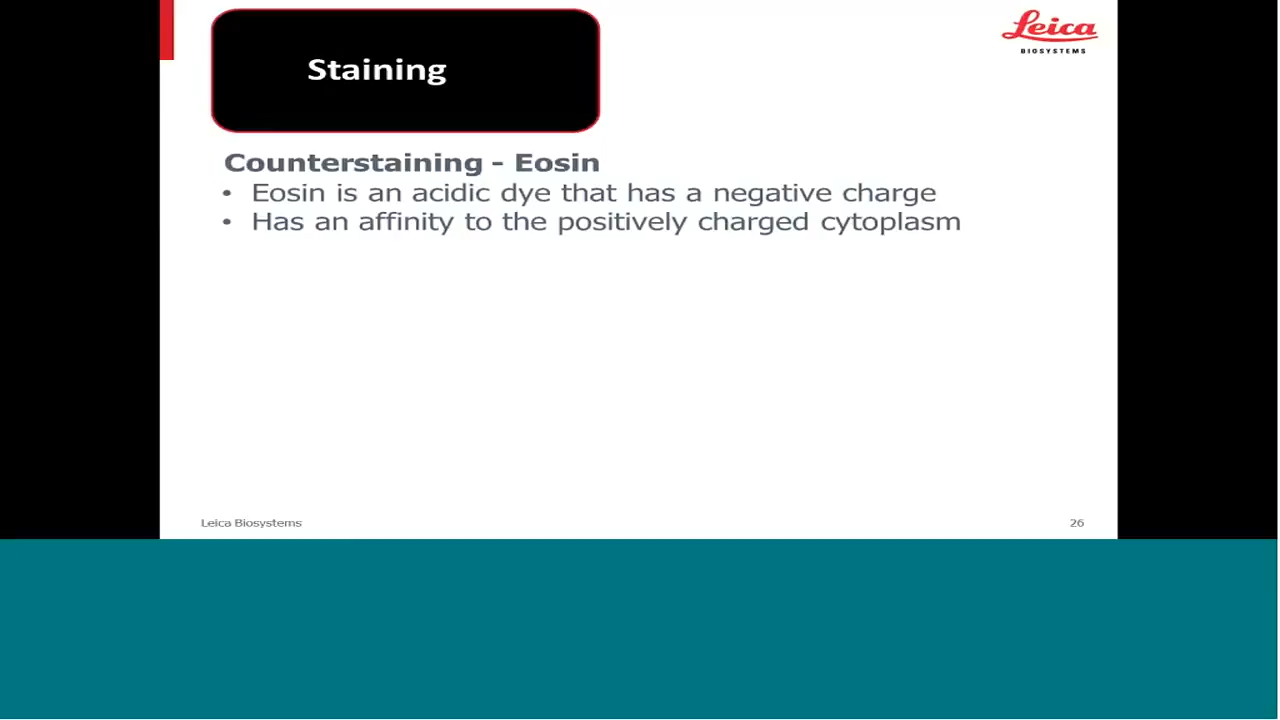 Staining
Leica
BIOSYSTEMS
Counterstaining - Eosin
• Eosin is an acidic dye that has a negative charge
• Has an affinity to the positively charged cytoplasm
Leica Biosystems
26